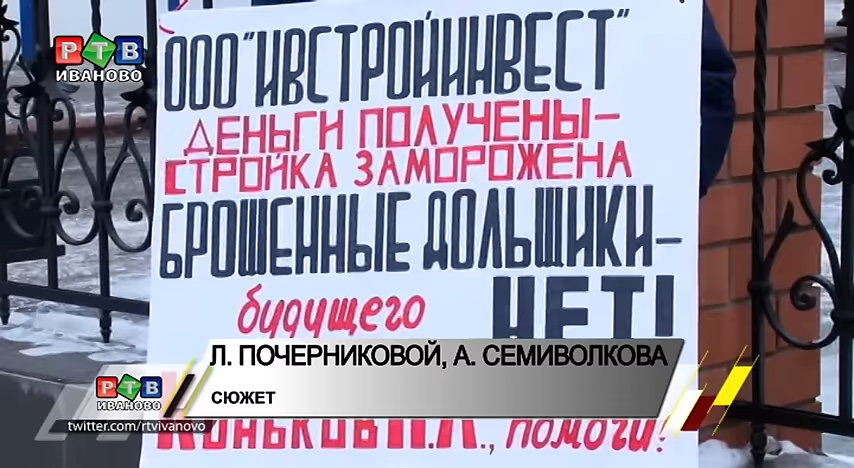 РТВ
ИВАНОВО
ООО "ИВСТРОЙИНВЕСТ"
ДЕНЬГИ ПОЛУЧЕНЫ-
СТРОЙКА ЗАМОРОЖЕНА
БРОШЕННЫЕ ДОЛЬЩИКИ-
будущего НЕТ!
Л. ПОЧЕРНИКОВОЙ, А. СЕМИВОЛКОВА
СЮЖЕТ
РТВ
ИВАНОВО
twitter.com/rtvivanovo
помоги!